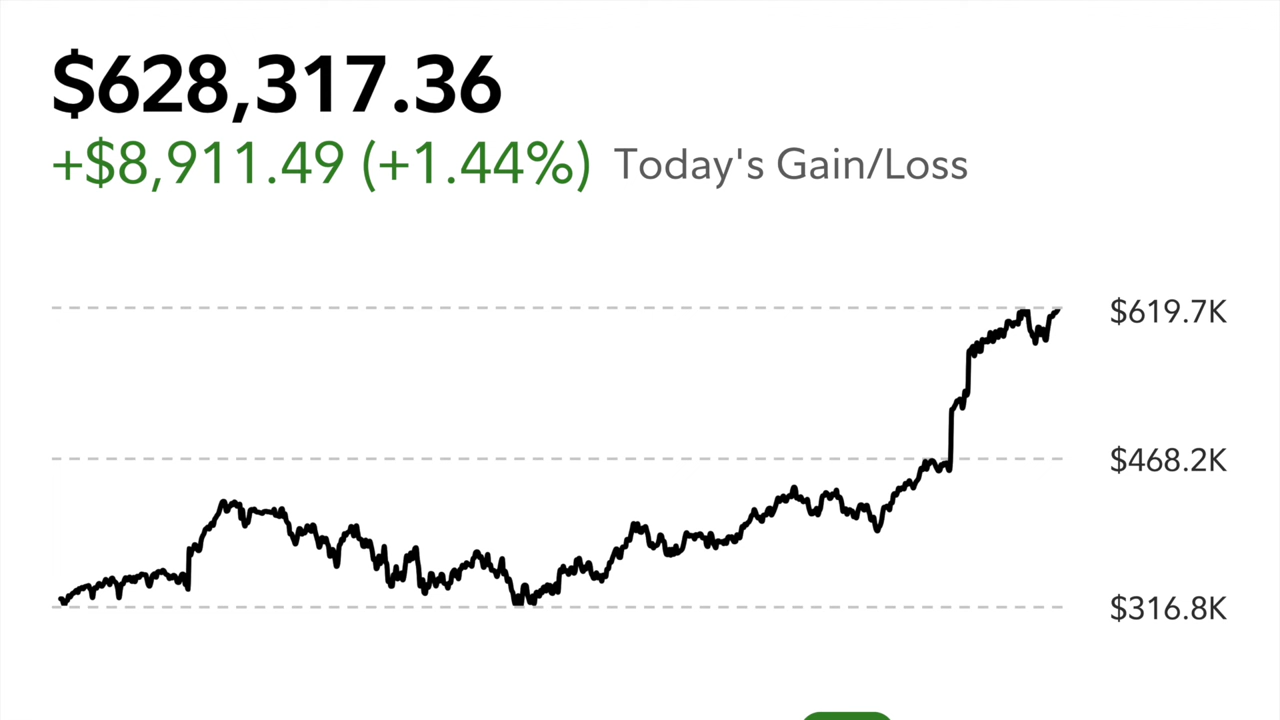 $628,317.36
+$8,911.49 (+1.44%) Today's Gain/Loss
$619.7K
$468.2K
$316.8K